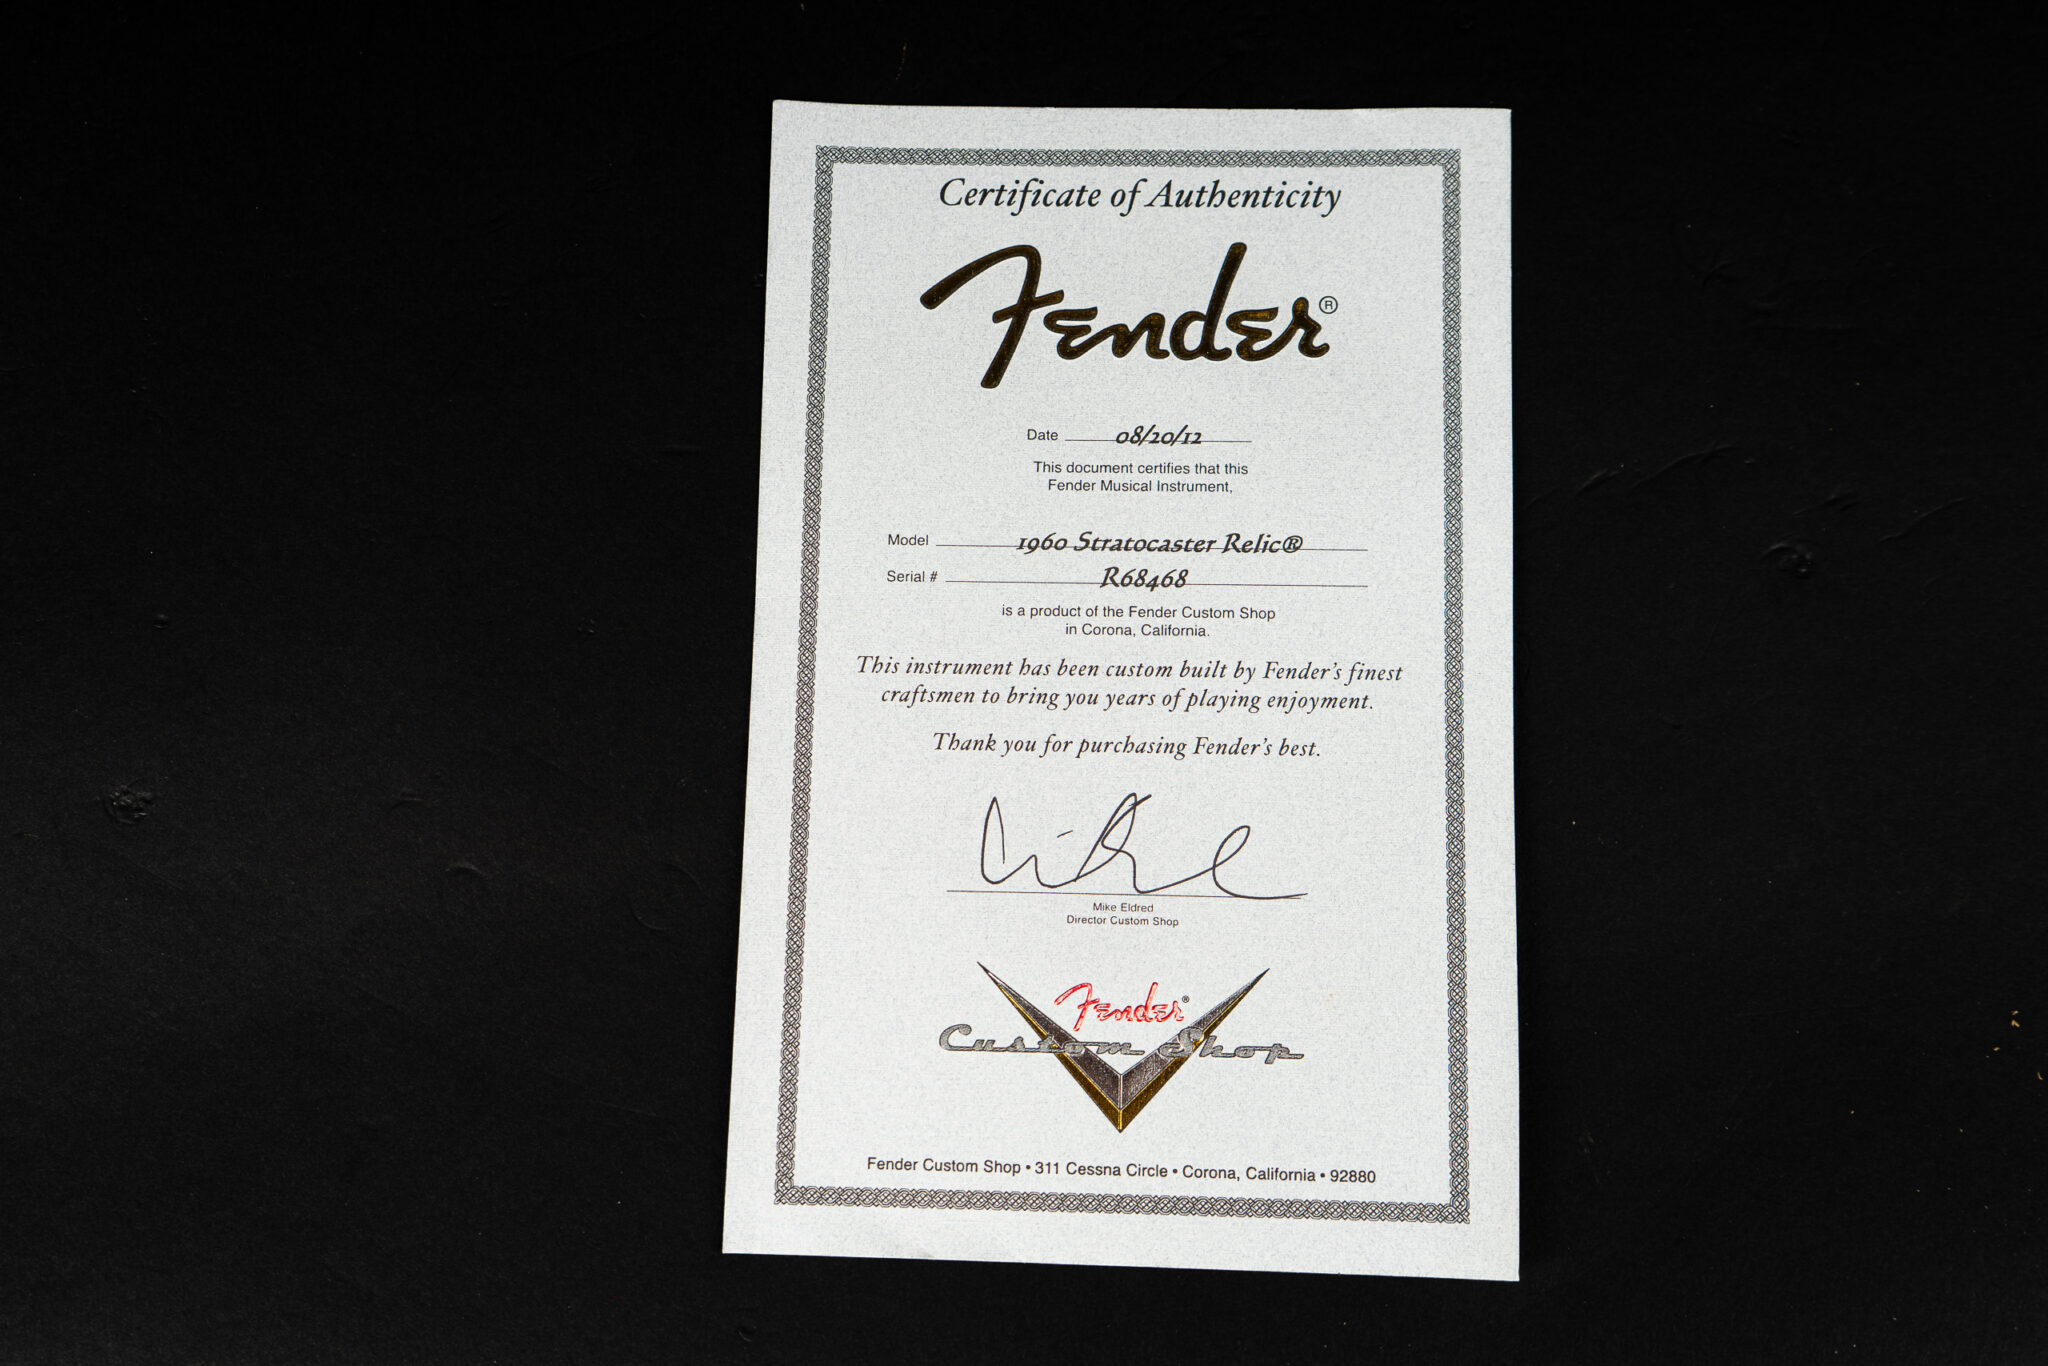 Certificate of Authenticity
Fender®
Date 08/20/12
This document certifies that this
Fender Musical Instrument,
Model 1960 Stratocaster Relic®
Serial # R68468
is a product of the Fender Custom Shop
in Corona, California.
This instrument has been custom built by Fender's finest
craftsmen to bring you years of playing enjoyment.
Thank you for purchasing Fender's best.
Mike Eldred
Director Custom Shop
Fender®
Custom Shop
Fender Custom Shop • 311 Cessna Circle • Corona, California • 92880